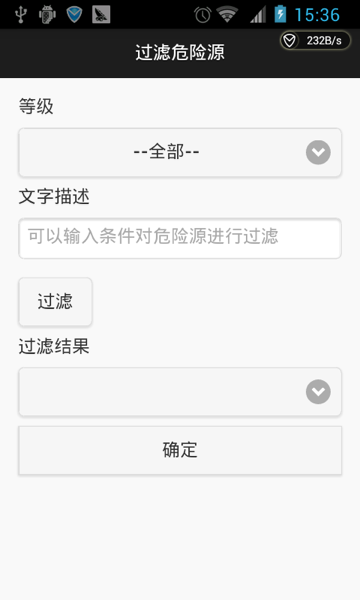 15:36
过滤危险源
232B/s
等级
--全部--
文字描述
可以输入条件对危险源进行过滤
过滤
过滤结果
确定